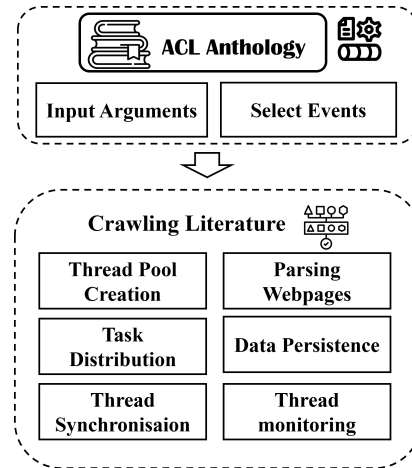 ACL Anthology
Input Arguments
Select Events
Crawling Literature
Thread Pool
Creation
Parsing
Webpages
Task
Distribution
Data Persistence
Thread
Synchronisaion
Thread
monitoring